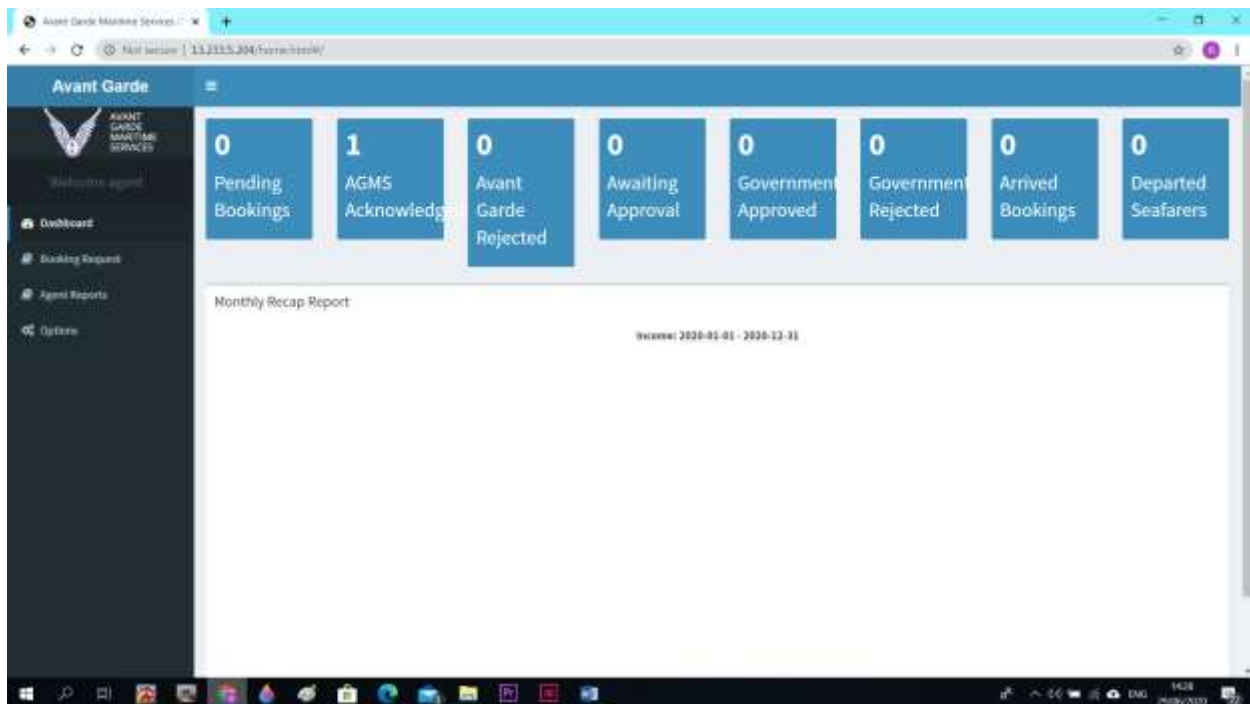 Avant Garde Maritime Services
Not secure | 13.233.5.204/home.html#/
Avant Garde
AVANT
GARDE
MARITIME
SERVICES
Welcome agent
Dashboard
Booking Request
Agent Reports
Options
0
Pending
Bookings
1
AGMS
Acknowledge
0
Avant
Garde
Rejected
0
Awaiting
Approval
0
Government
Approved
0
Government
Rejected
0
Arrived
Bookings
0
Departed
Seafarers
Monthly Recap Report
Income: 2020-01-01 - 2020-12-31
Pr
ENG
1428